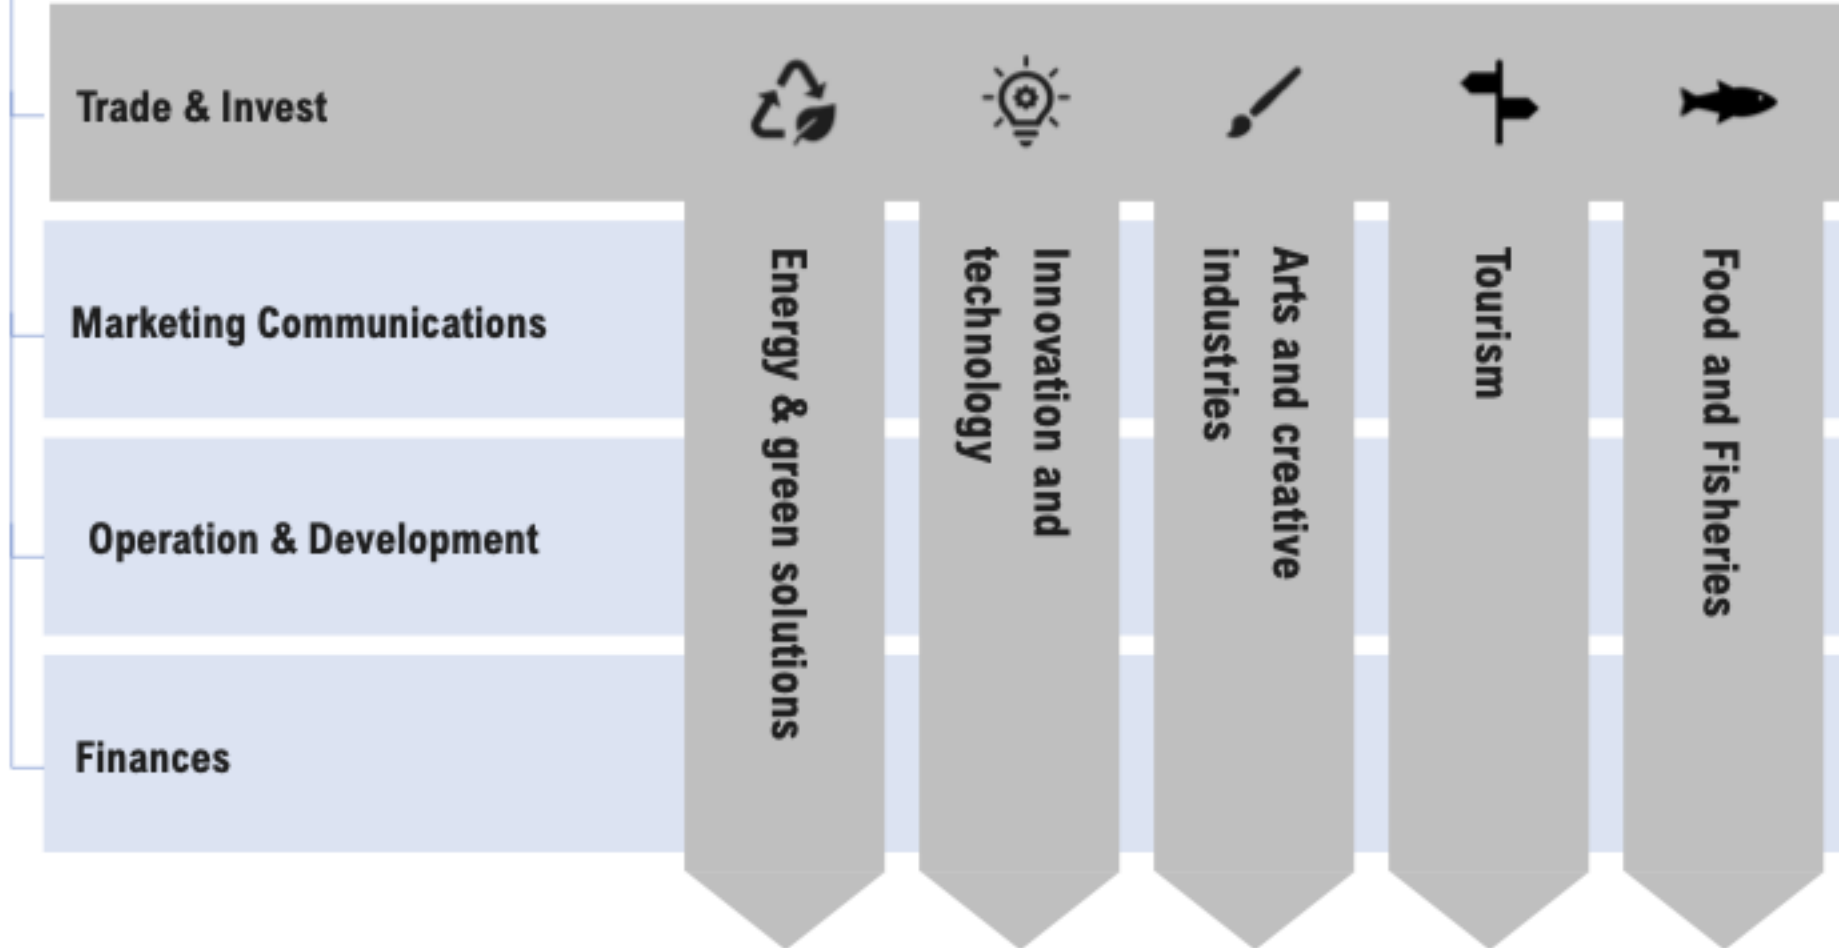 Trade & Invest
Marketing Communications
Operation & Development
Finances
Energy & green solutions
Innovation and
technology
Arts and creative
industries
Tourism
Food and Fisheries